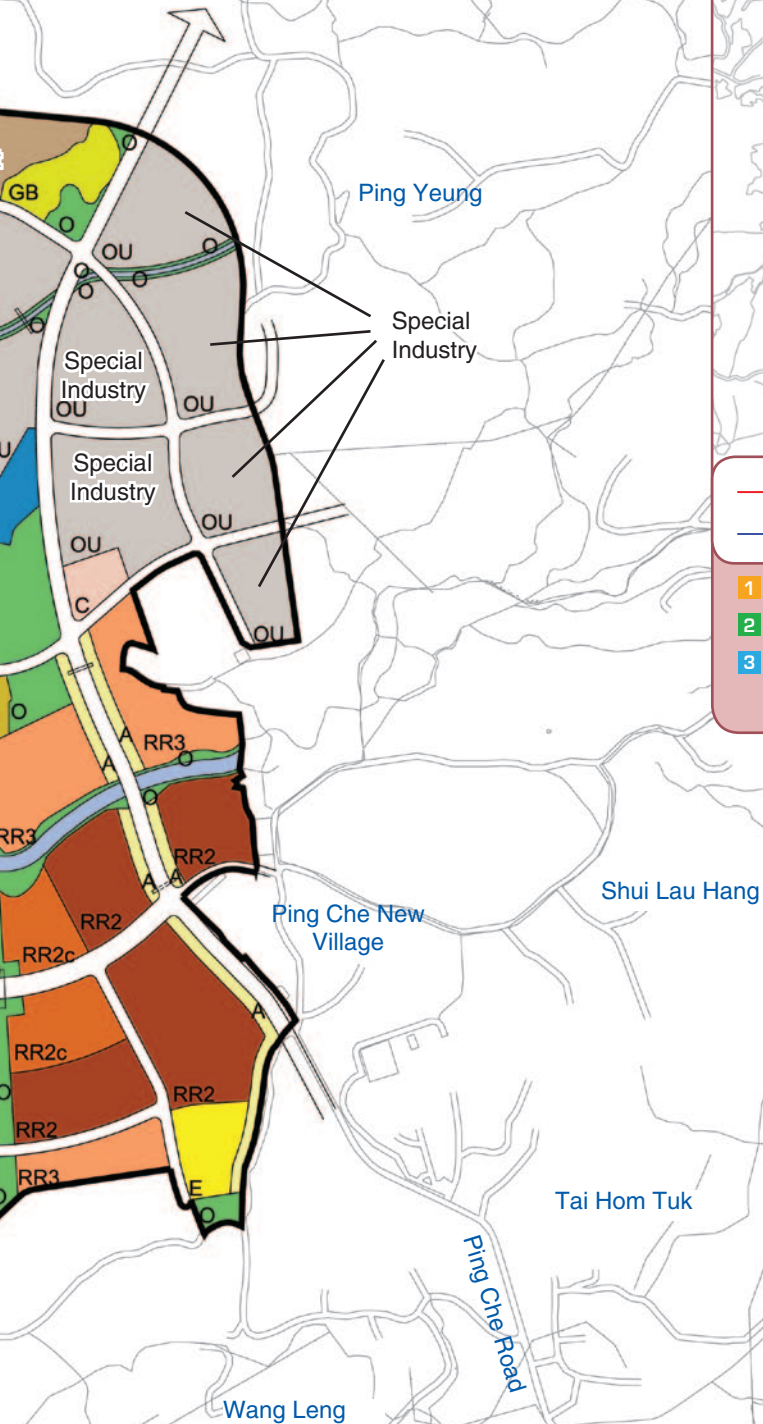 O
GB
Ping Yeung
O
OU
O
O
O
O
O
Special
Industry
Special
Industry
OU
OU
U
Special
Industry
OU
OU
1
C
2
OU
3
O
A
RR3
O
A
O
RR3
RR2
A
A
Shui Lau Hang
RR2
Ping Che New
Village
RR2c
A
RR2c
O
RR2
RR2
RR3
E
O
O
Tai Hom Tuk
Ping Che Road
Wang Leng